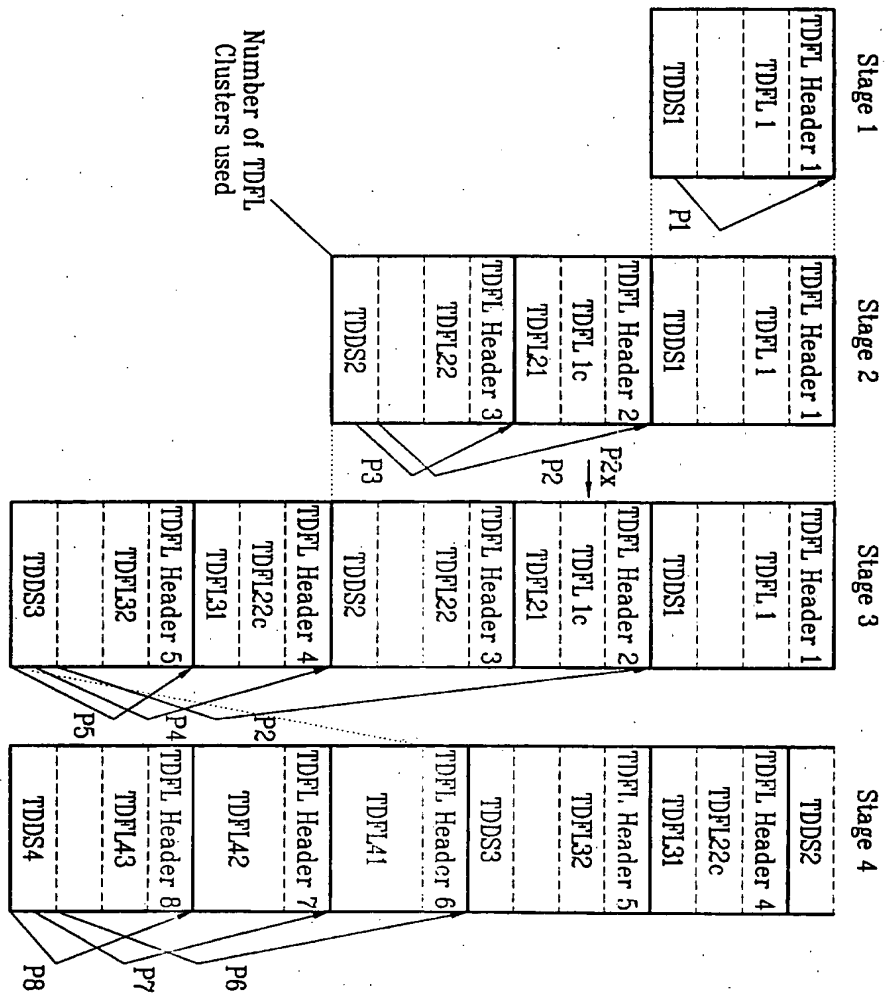 Stage 1
TDFL Header 1
TDFL 1
TDDS1
P1
Stage 2
TDFL Header 1
TDFL 1
TDDS1
TDFL Header 2
TDFL 1c
TDFL21
TDFL Header 3
TDFL22
TDDS2
Number of TDFL
Clusters used
P2x
P2
P3
Stage 3
TDFL Header 1
TDFL 1
TDDS1
TDFL Header 2
TDFL 1c
TDFL21
TDFL Header 3
TDFL22
TDDS2
TDFL Header 4
TDFL22c
TDFL31
TDFL Header 5
TDFL32
TDDS3
P2
P4
P5
Stage 4
TDDS2
TDFL Header 4
TDFL22c
TDFL31
TDFL Header 5
TDFL32
TDDS3
TDFL Header 6
TDFL41
TDFL Header 7
TDFL42
TDFL Header 8
TDFL43
TDDS4
P6
P7
P8